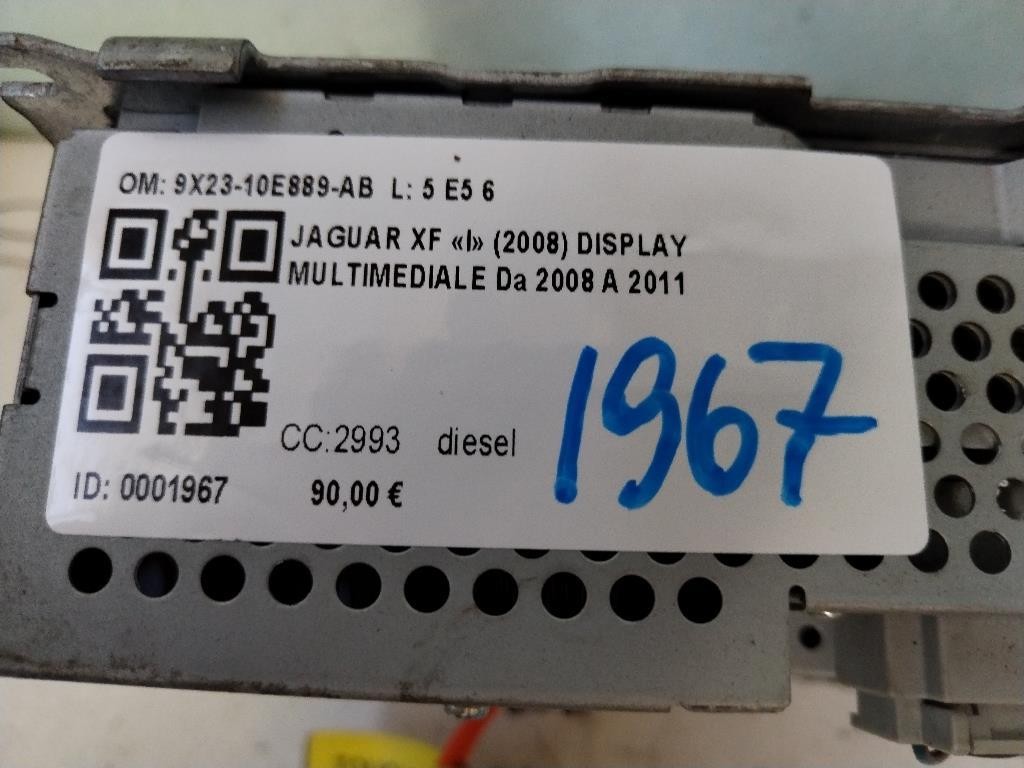 OM: 9X23-10E889-AB L: 5 E5 6
JAGUAR XF «I» (2008) DISPLAY
MULTIMEDIALE Da 2008 A 2011
1967
CC:2993 diesel
ID: 0001967 90,00 €